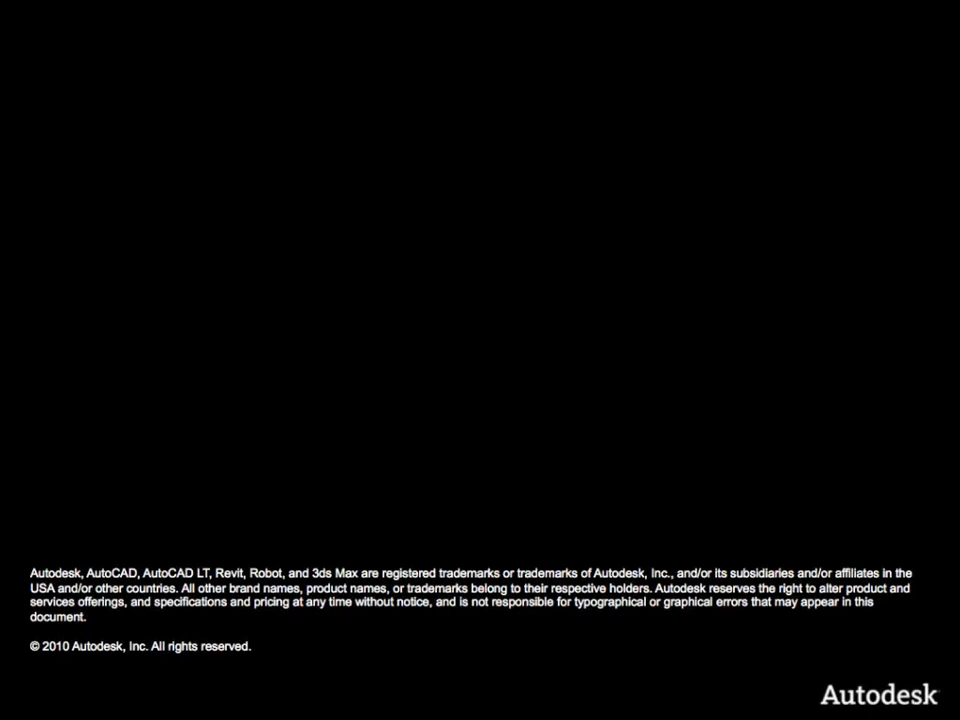 Autodesk, AutoCAD, AutoCAD LT, Revit, Robot, and 3ds Max are registered trademarks or trademarks of Autodesk, Inc., and/or its subsidiaries and/or affiliates in the
USA and/or other countries. All other brand names, product names, or trademarks belong to their respective holders. Autodesk reserves the right to alter product and
services offerings, and specifications and pricing at any time without notice, and is not responsible for typographical or graphical errors that may appear in this
document.
© 2010 Autodesk, Inc. All rights reserved.
Autodesk